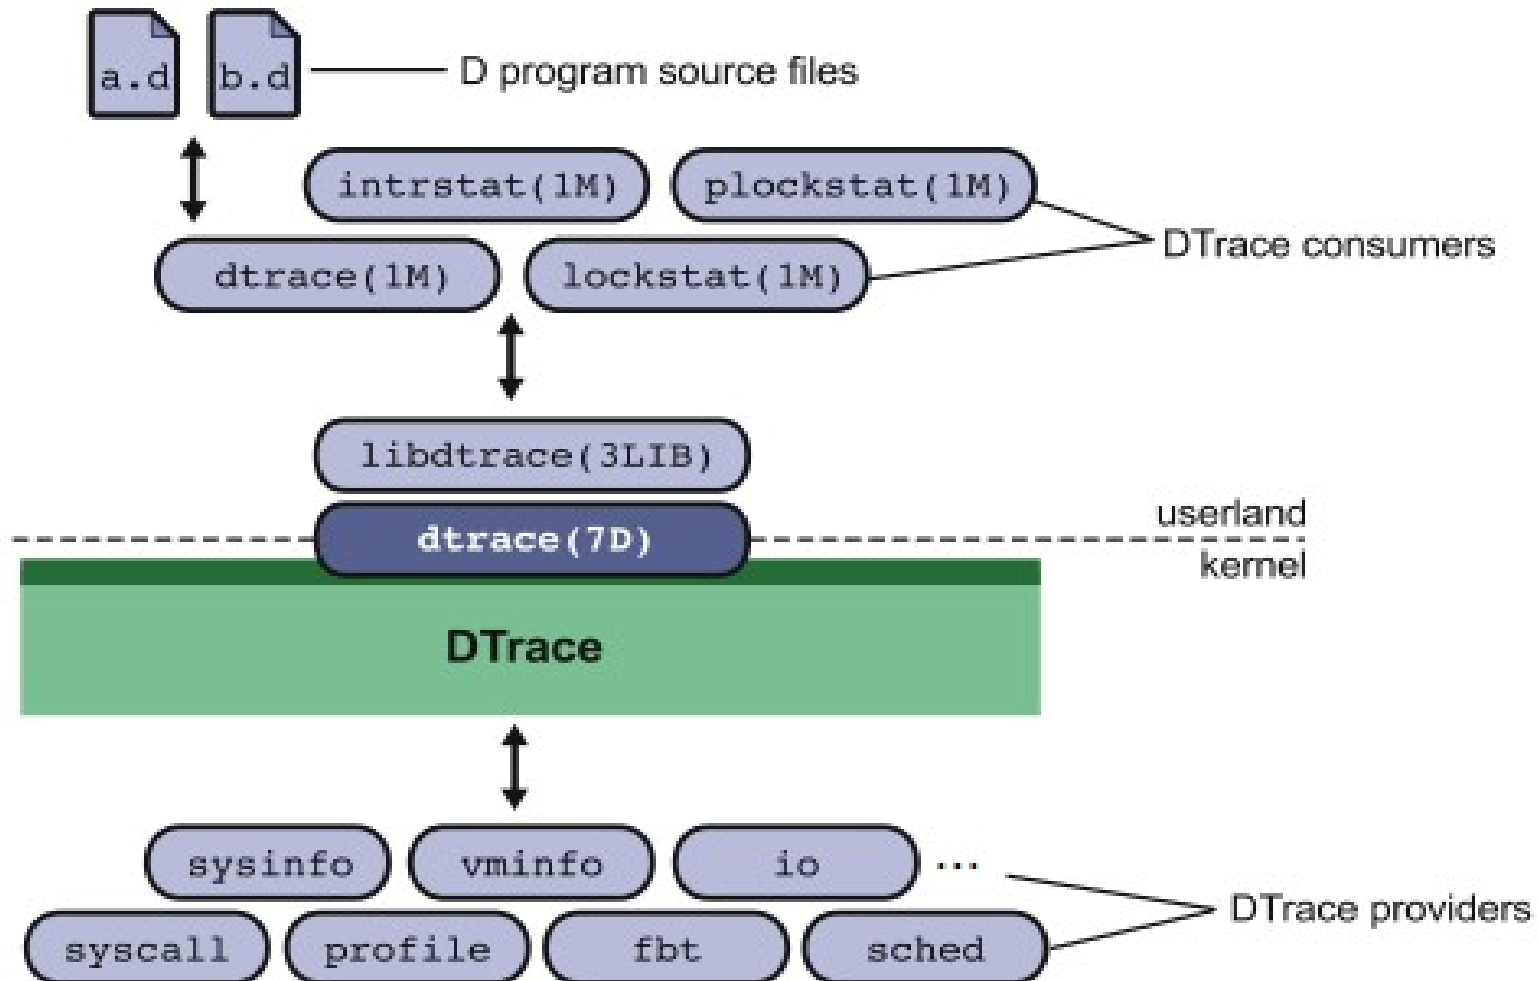 a.d b.d D program source files
intrstat(1M) plockstat(1M)
DTrace consumers
dtrace(1M) lockstat(1M)
libdtrace(3LIB)
userland
dtrace(7D)
kernel
DTrace
sysinfo vminfo io ...
DTrace providers
syscall profile fbt sched